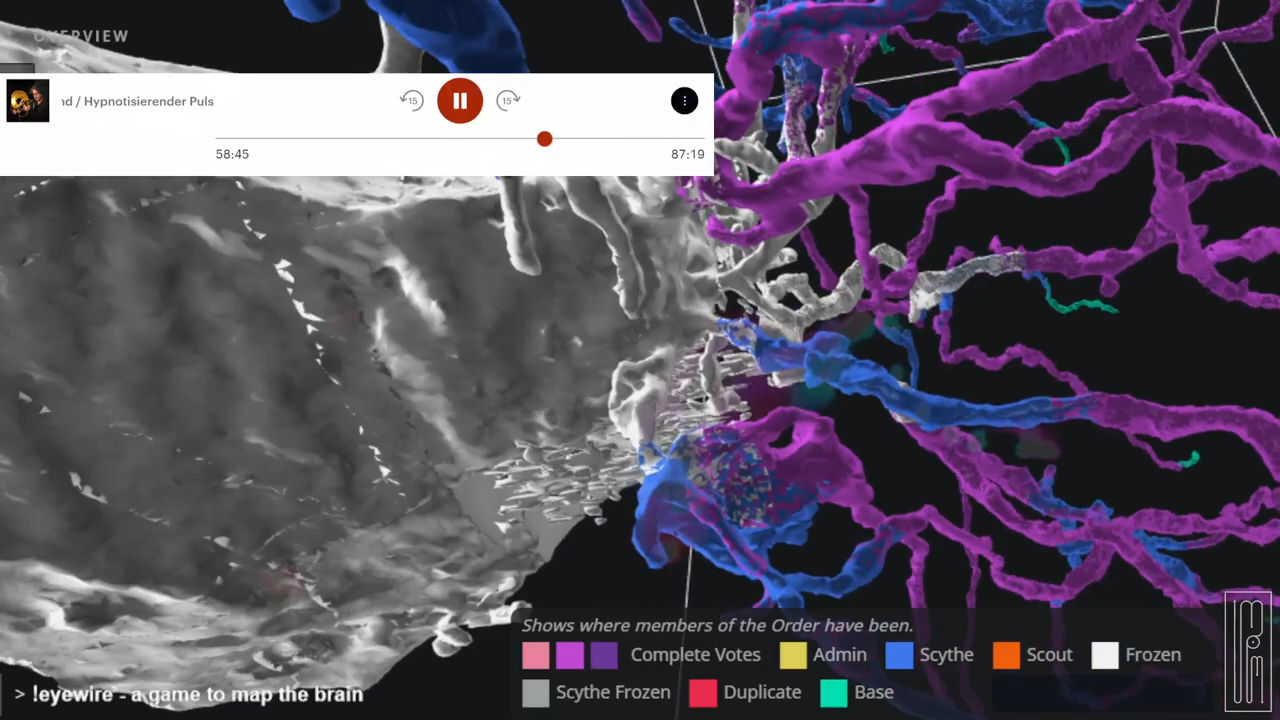 OVERVIEW
nd / Hypnotisierender Puls
15
15
58:45
87:19
Shows where members of the Order have been.
Complete Votes
Admin
Scythe
Scout
Frozen
Scythe Frozen
Duplicate
Base
> !eyewire - a game to map the brain